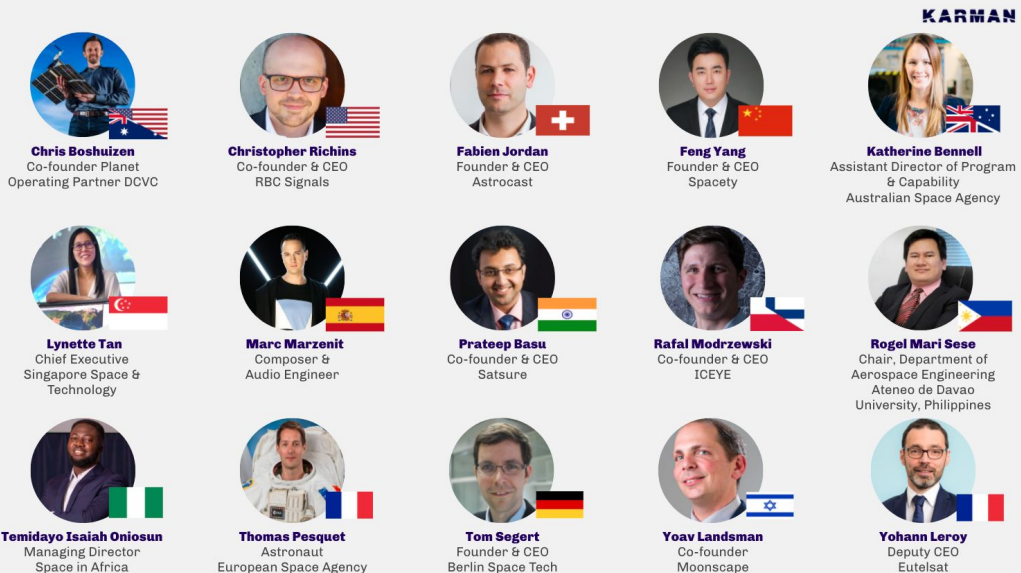 KARMAN
Chris Boshuizen
Co-founder Planet
Operating Partner DCVC
Christopher Richins
Co-founder & CEO
RBC Signals
Fabien Jordan
Founder & CEO
Astrocast
Feng Yang
Founder & CEO
Spacety
Katherine Bennell
Assistant Director of Program
& Capability
Australian Space Agency
Lynette Tan
Chief Executive
Singapore Space &
Technology
Marc Marzenit
Composer &
Audio Engineer
Prateep Basu
Co-founder & CEO
Satsure
Rafal Modrzewski
Co-founder & CEO
ICEYE
Rogel Mari Sese
Chair, Department of
Aerospace Engineering
Ateneo de Davao
University, Philippines
Temidayo Isaiah Oniosun
Managing Director
Space in Africa
Thomas Pesquet
Astronaut
European Space Agency
Tom Segert
Founder & CEO
Berlin Space Tech
Yoav Landsman
Co-founder
Moonscape
Yohann Leroy
Deputy CEO
Eutelsat